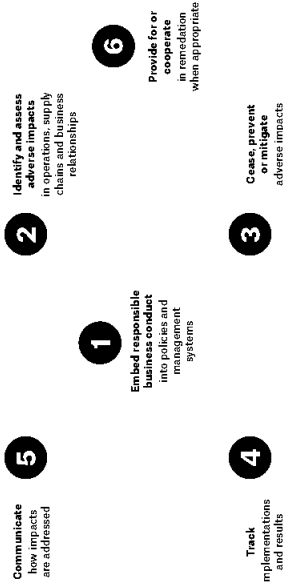 5
Communicate
how impacts
are addressed
2
Identify and assess
adverse impacts
in operations, supply
chains and business
relationships
1
Embed responsible
business conduct
into policies and
management
systems
6
Provide for or
cooperate
in remedation
when appropriate
4
Track
mplementations
and results
3
Cease, prevent
or mitigate
adverse impacts